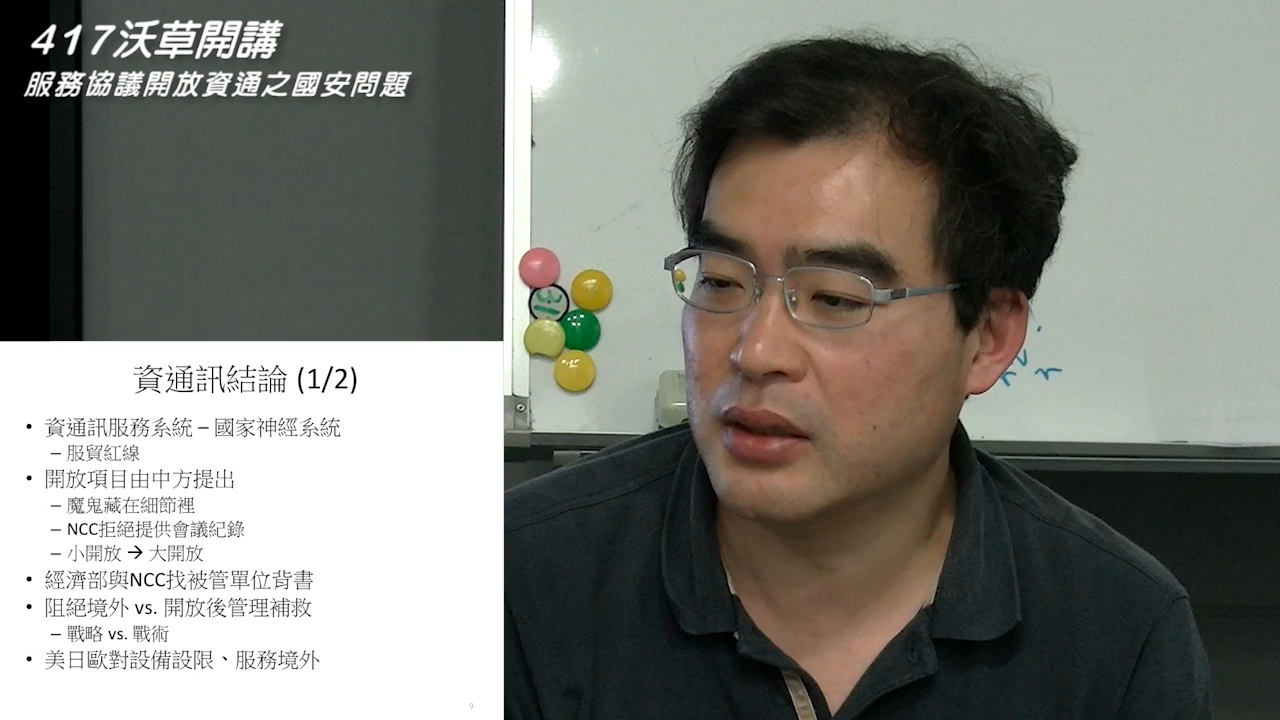 417沃草開講
服務協議開放資通之國安問題
資通訊結論 (1/2)
• 資通訊服務系統 – 國家神經系統
– 服貿紅線
• 開放項目由中方提出
– 魔鬼藏在細節裡
– NCC拒絕提供會議紀錄
– 小開放 → 大開放
• 經濟部與NCC找被管單位背書
• 阻絕境外 vs. 開放後管理補救
– 戰略 vs. 戰術
• 美日歐對設備設限、服務境外
9